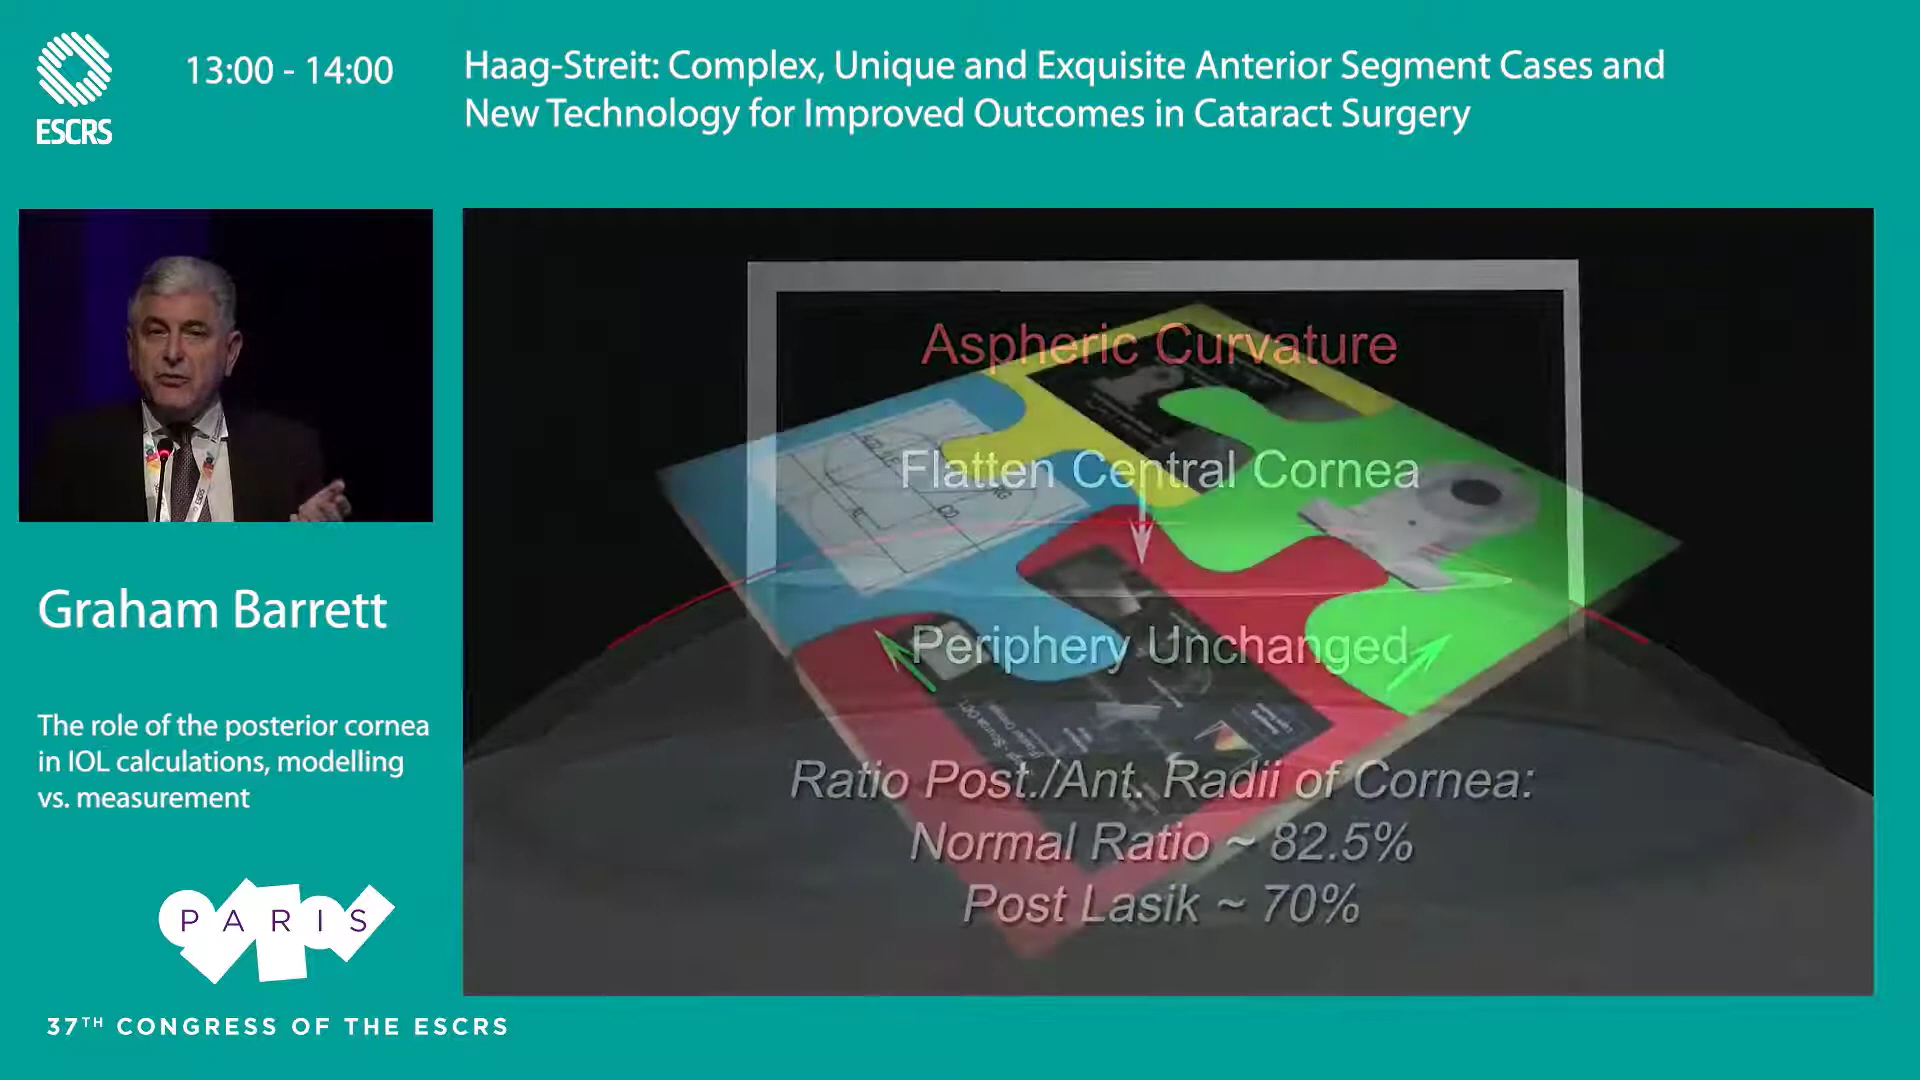 ESCRS
13:00 - 14:00
Haag-Streit: Complex, Unique and Exquisite Anterior Segment Cases and
New Technology for Improved Outcomes in Cataract Surgery
Aspheric Curvature
Flatten Central Cornea
Periphery Unchanged
Ratio Post./Ant. Radii of Cornea:
Normal Ratio ~ 82.5%
Post Lasik ~ 70%
Graham Barrett
The role of the posterior cornea
in IOL calculations, modelling
vs. measurement
PARIS
37TH CONGRESS OF THE ESCRS